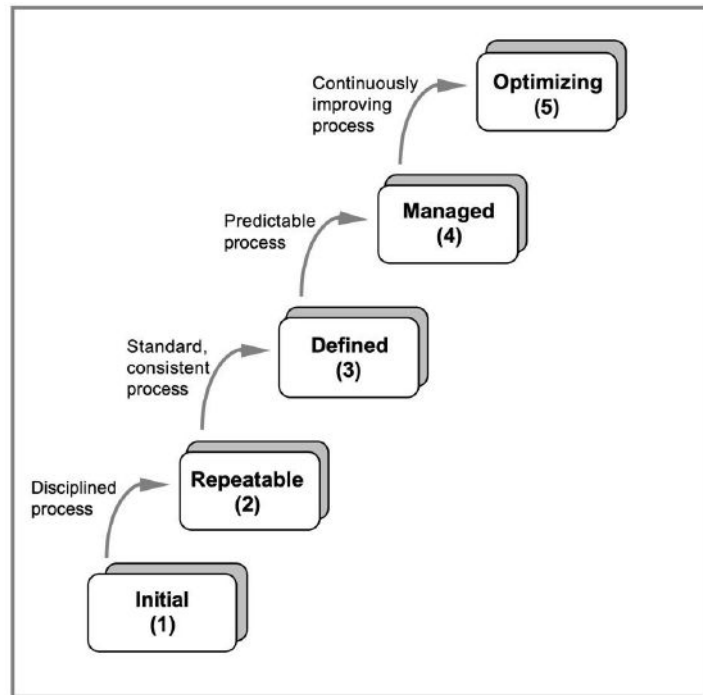 Continuously
improving
process
Optimizing
(5)
Predictable
process
Managed
(4)
Standard,
consistent
process
Defined
(3)
Disciplined
process
Repeatable
(2)
Initial
(1)